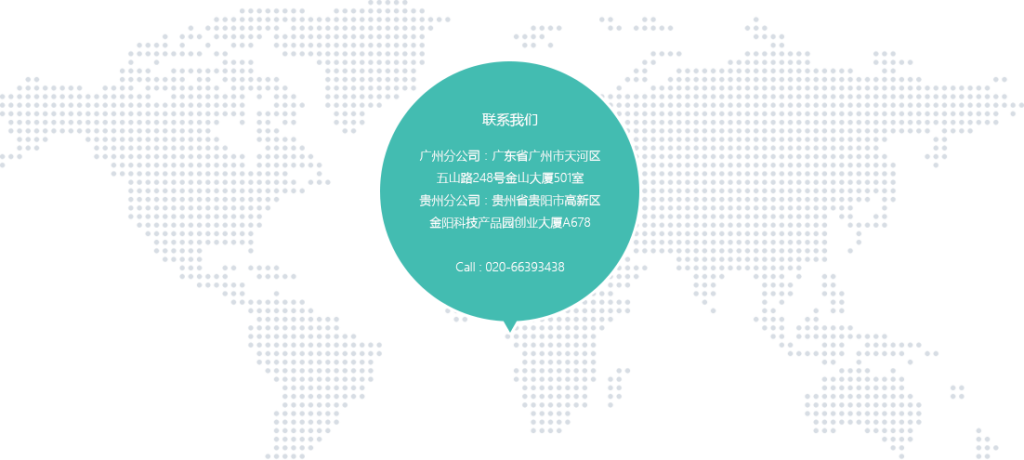 联系我们
广州分公司：广东省广州市天河区
五山路248号金山大厦501室
贵州分公司：贵州省贵阳市高新区
金阳科技产品园创业大厦A678
Call : 020-66393438